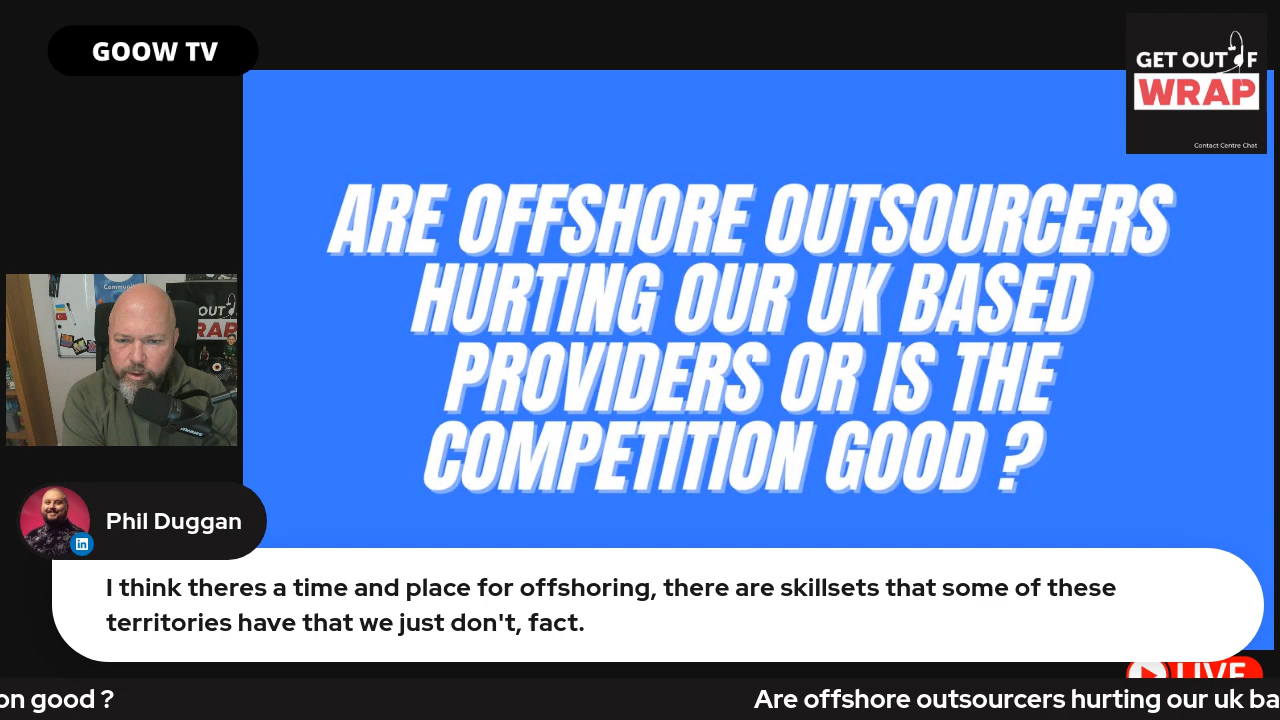 GOOW TV
GET OUT OF
WRAP
Contact Centre Chat
ARE OFFSHORE OUTSOURCERS
HURTING OUR UK BASED
PROVIDERS OR IS THE
COMPETITION GOOD ?
Phil Duggan
I think theres a time and place for offshoring, there are skillsets that some of these
territories have that we just don't, fact.
LIVE
on good ?
Are offshore outsourcers hurting our uk ba